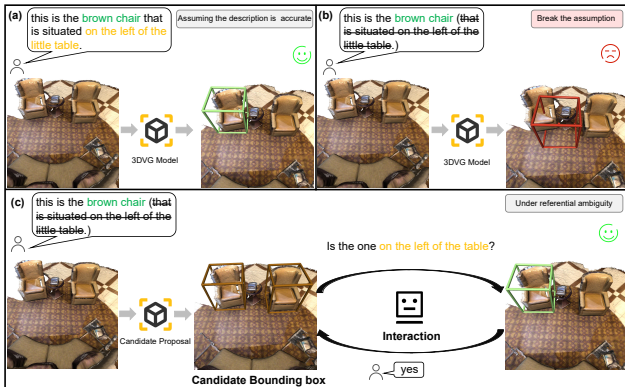 (a)
this is the brown chair that
is situated on the left of the
little table.
Assuming the description is accurate
3DVG Model
(b)
this is the brown chair (that
is situated on the left of the
little table.)
Break the assumption
3DVG Model
(c)
this is the brown chair (that
is situated on the left of the
little table.)
Under referential ambiguity
Is the one on the left of the table?
Candidate Proposal
Interaction
yes
Candidate Bounding box